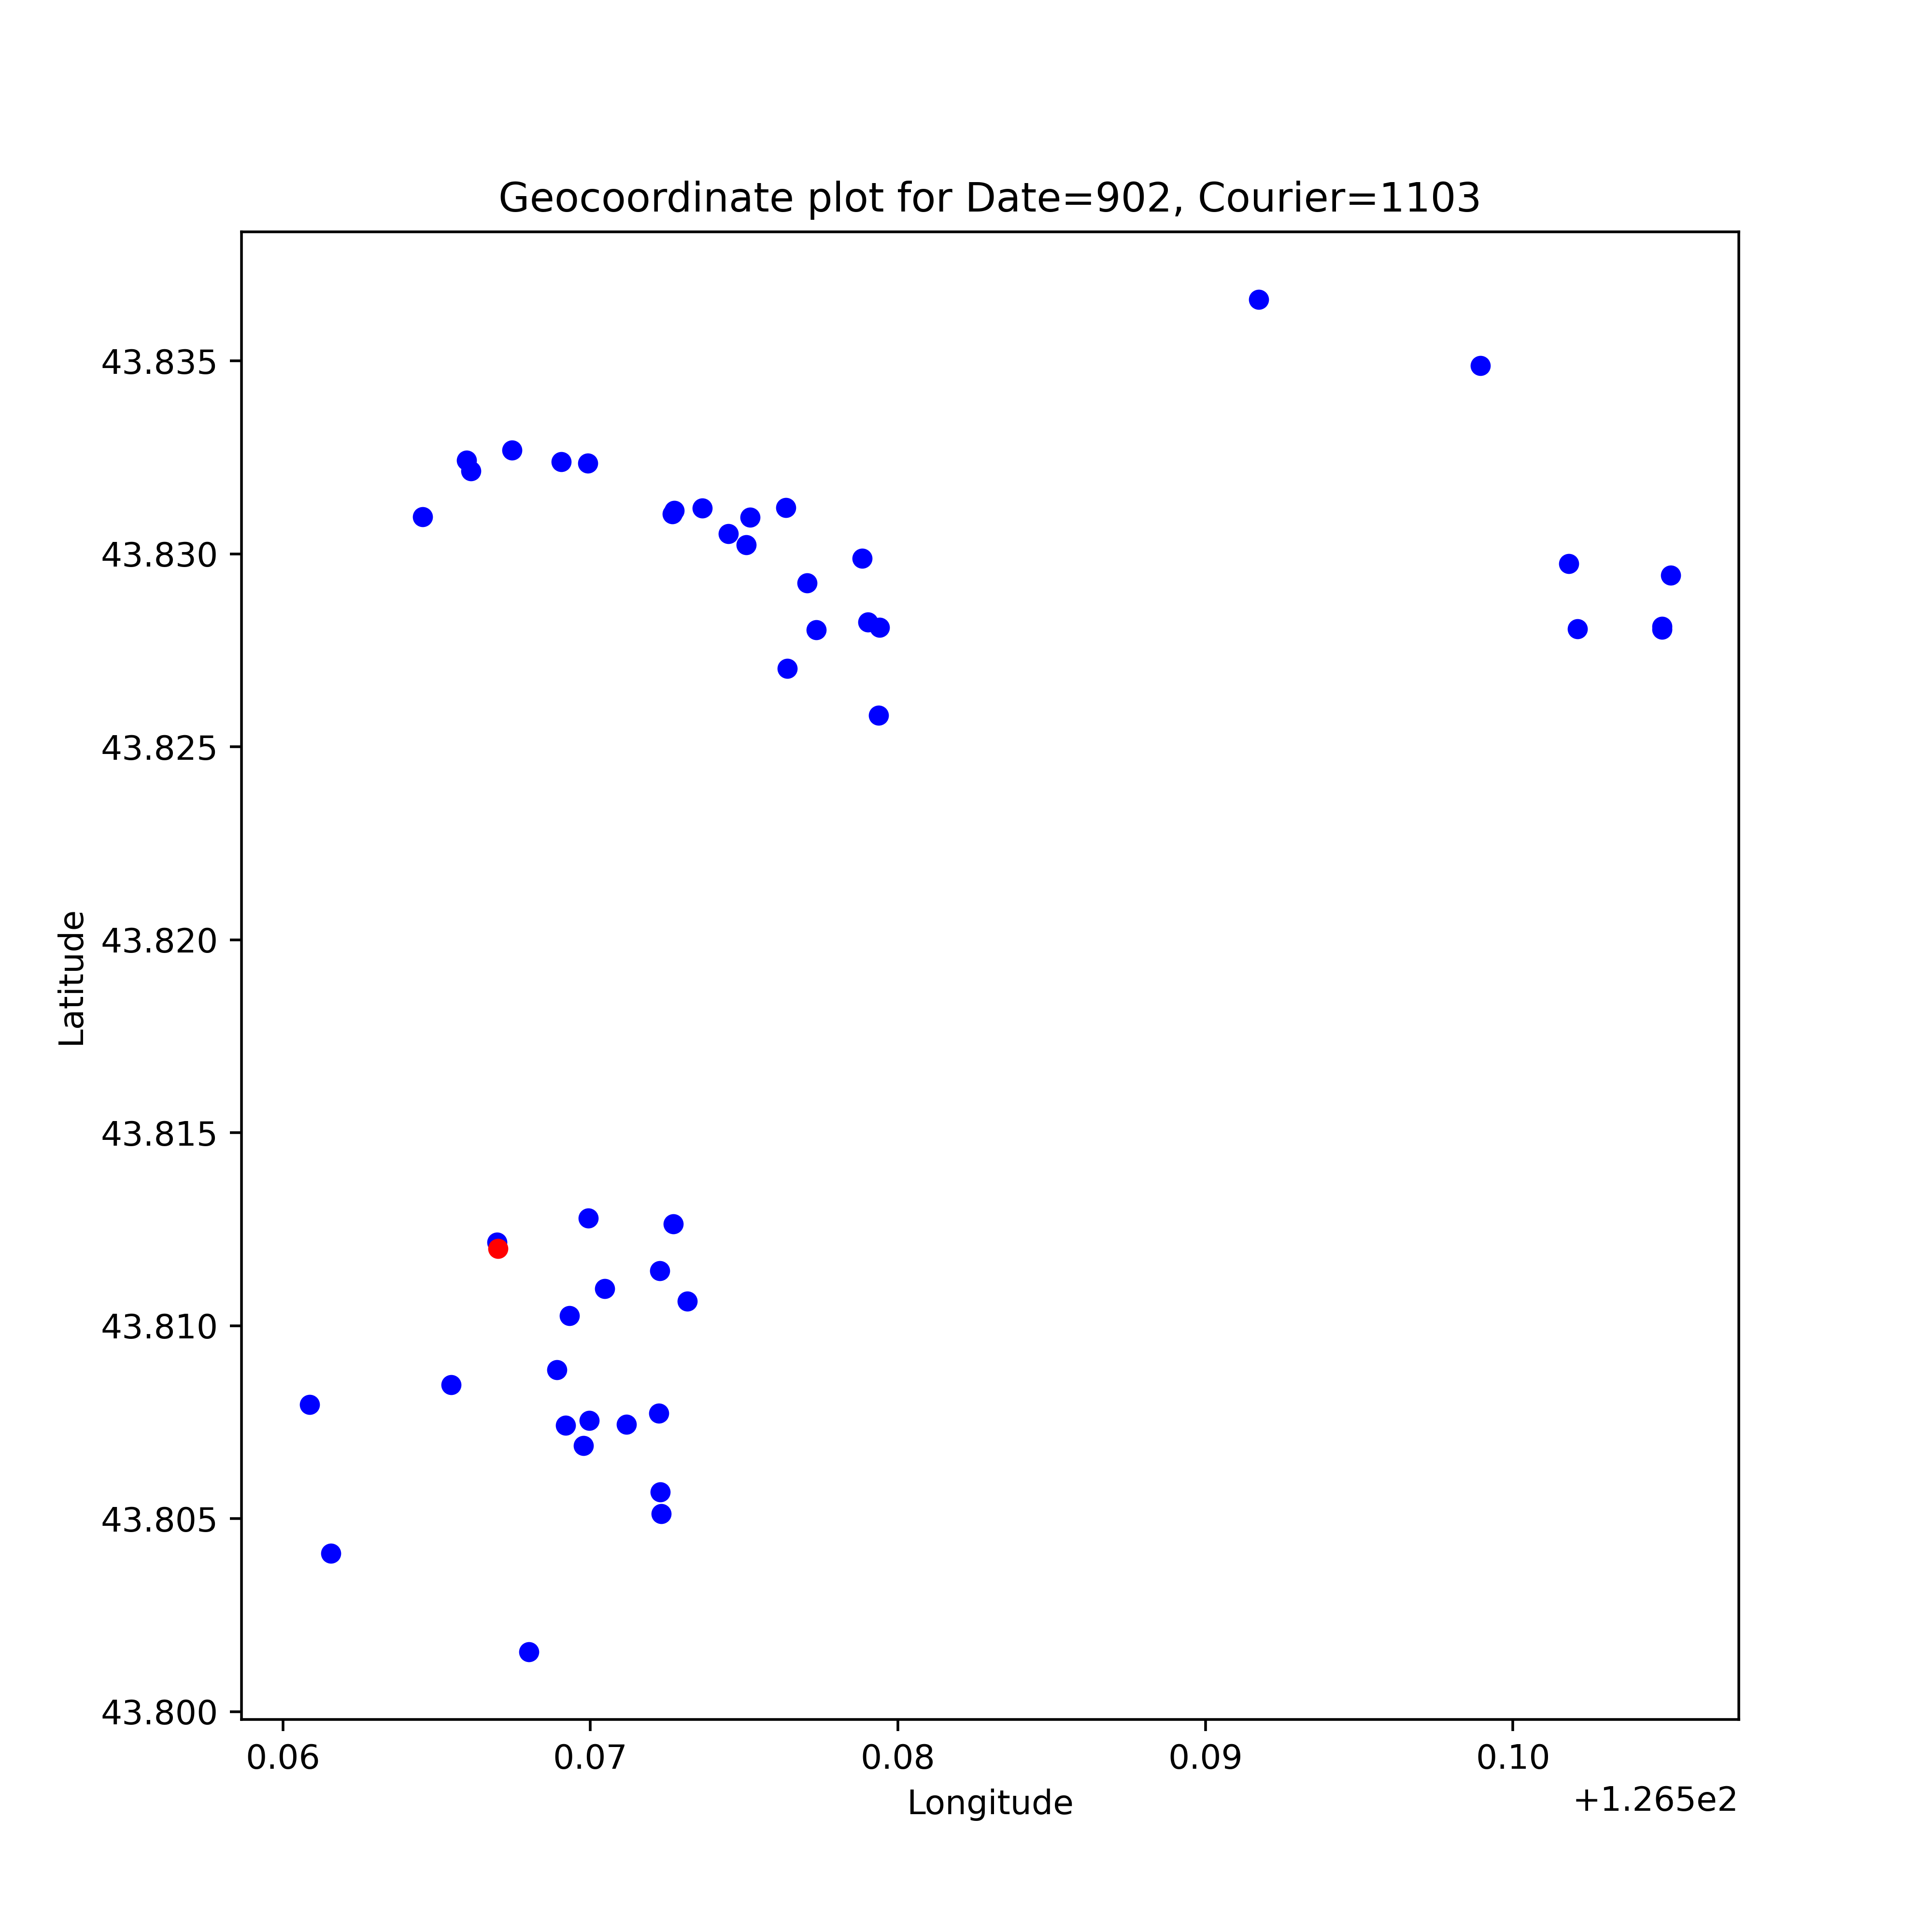 Geocoordinate plot for Date=902, Courier=1103
43.835
43.830
43.825
43.820
43.815
43.810
43.805
43.800
Latitude
0.06 0.07 0.08 0.09 0.10
Longitude
+1.265e2